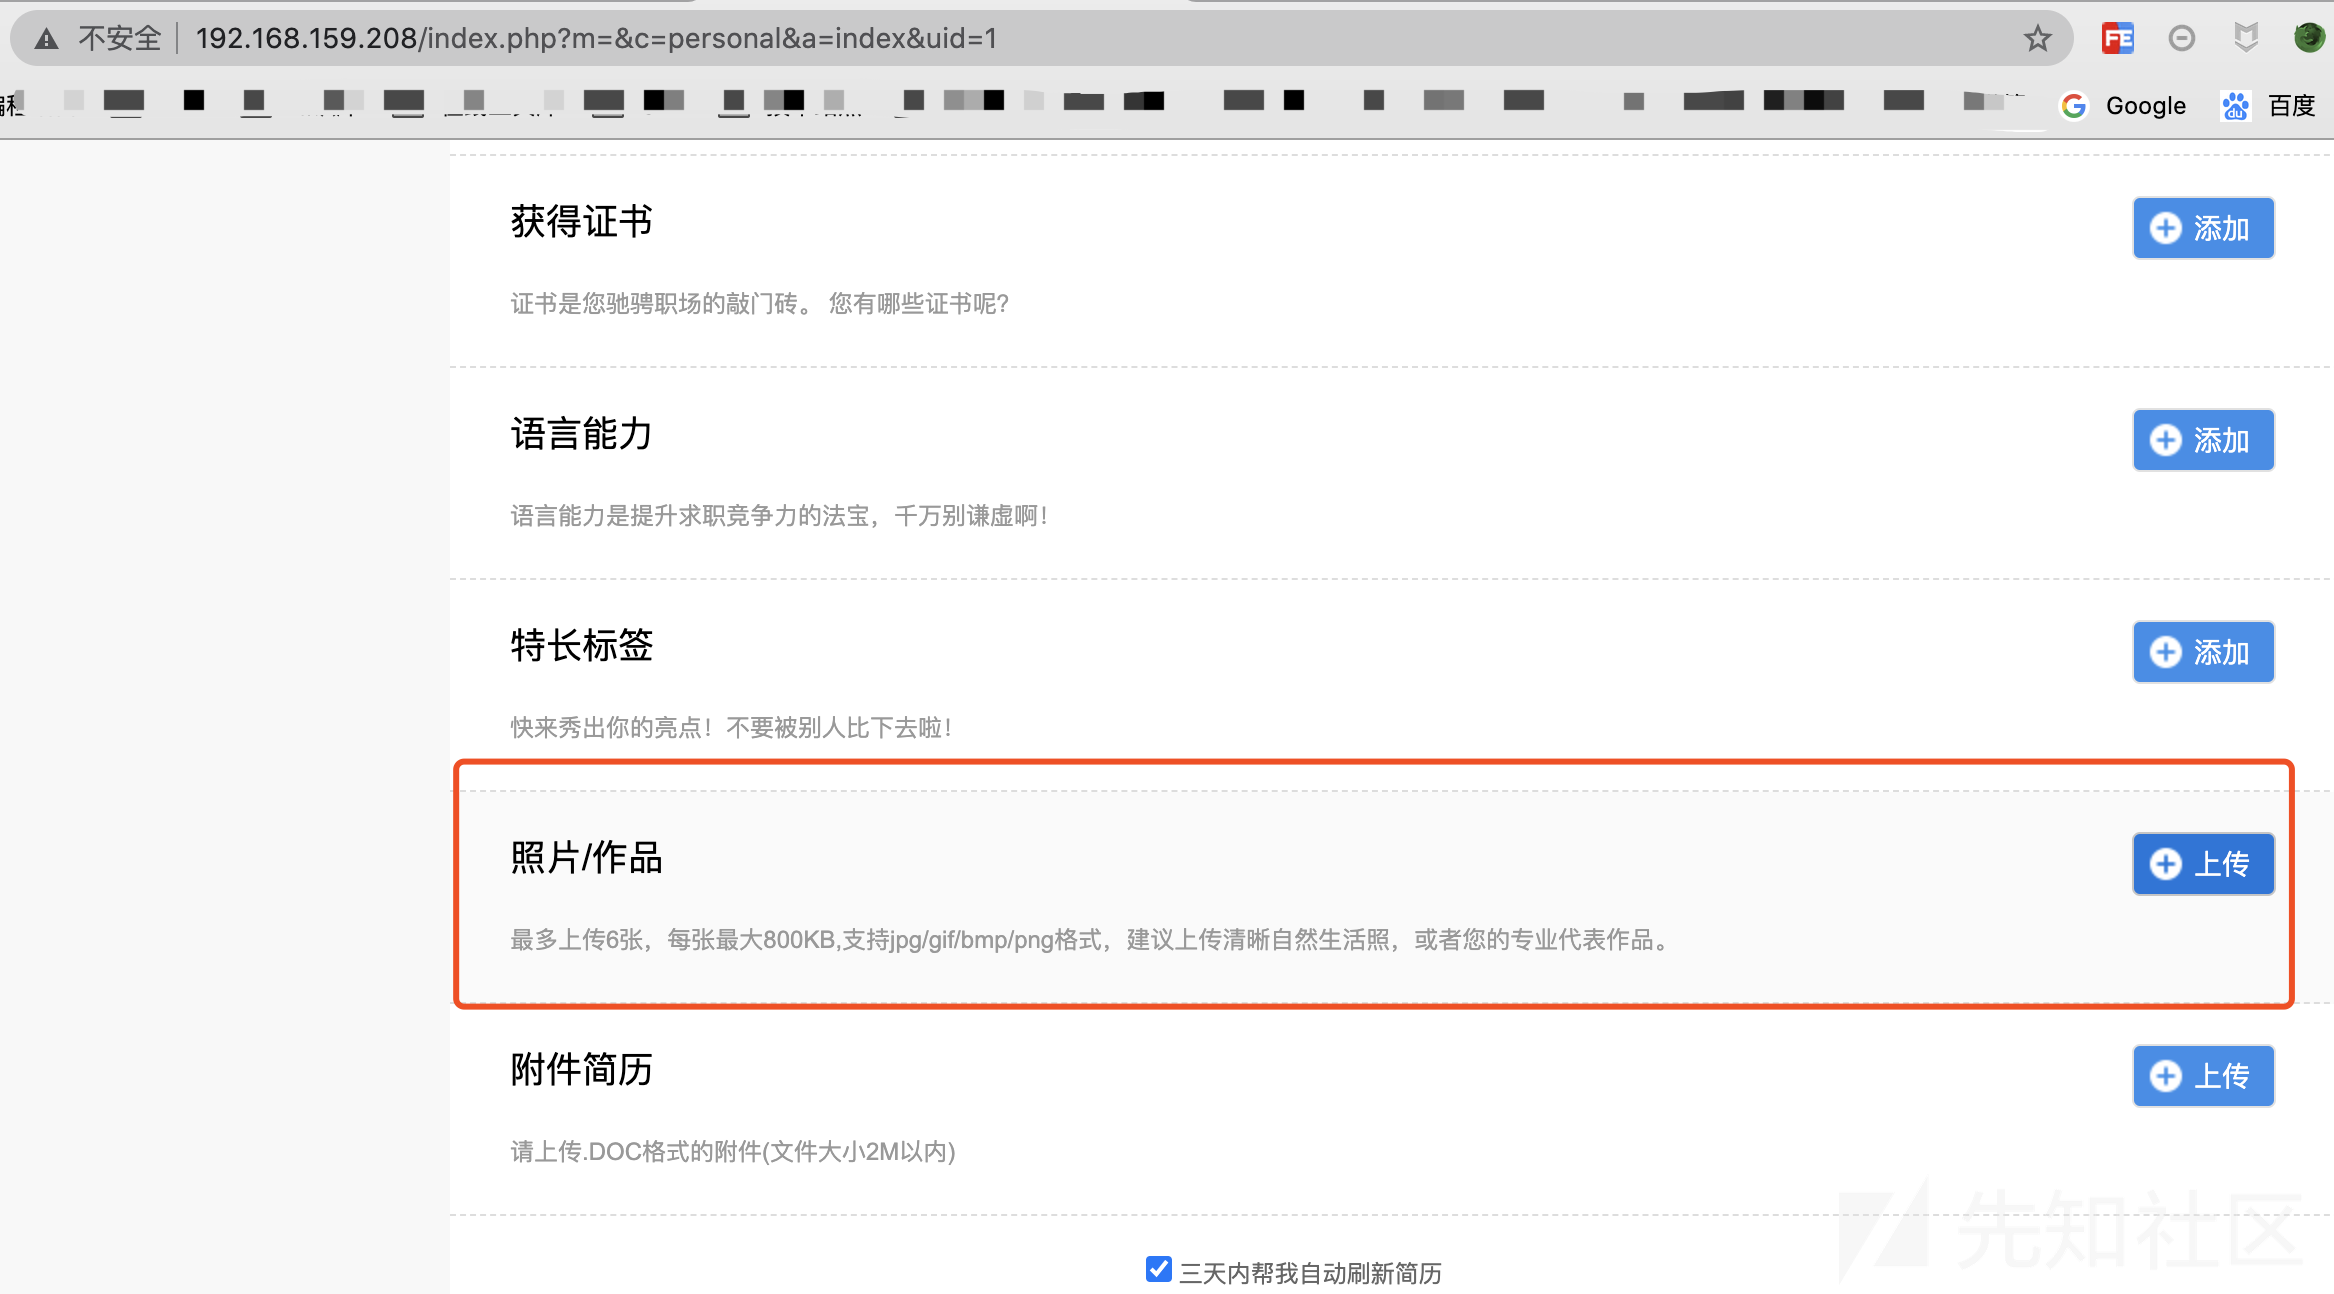 不安全 | 192.168.159.208/index.php?m=&c=personal&a=index&uid=1
Google 百度
获得证书
添加
证书是您驰骋职场的敲门砖。 您有哪些证书呢?
语言能力
添加
语言能力是提升求职竞争力的法宝，千万别谦虚啊！
特长标签
添加
快来秀出你的亮点！不要被别人比下去啦！
照片/作品
上传
最多上传6张，每张最大800KB,支持jpg/gif/bmp/png格式，建议上传清晰自然生活照，或者您的专业代表作品。
附件简历
上传
请上传.DOC格式的附件(文件大小2M以内)
三天内帮我自动刷新简历
先知社区